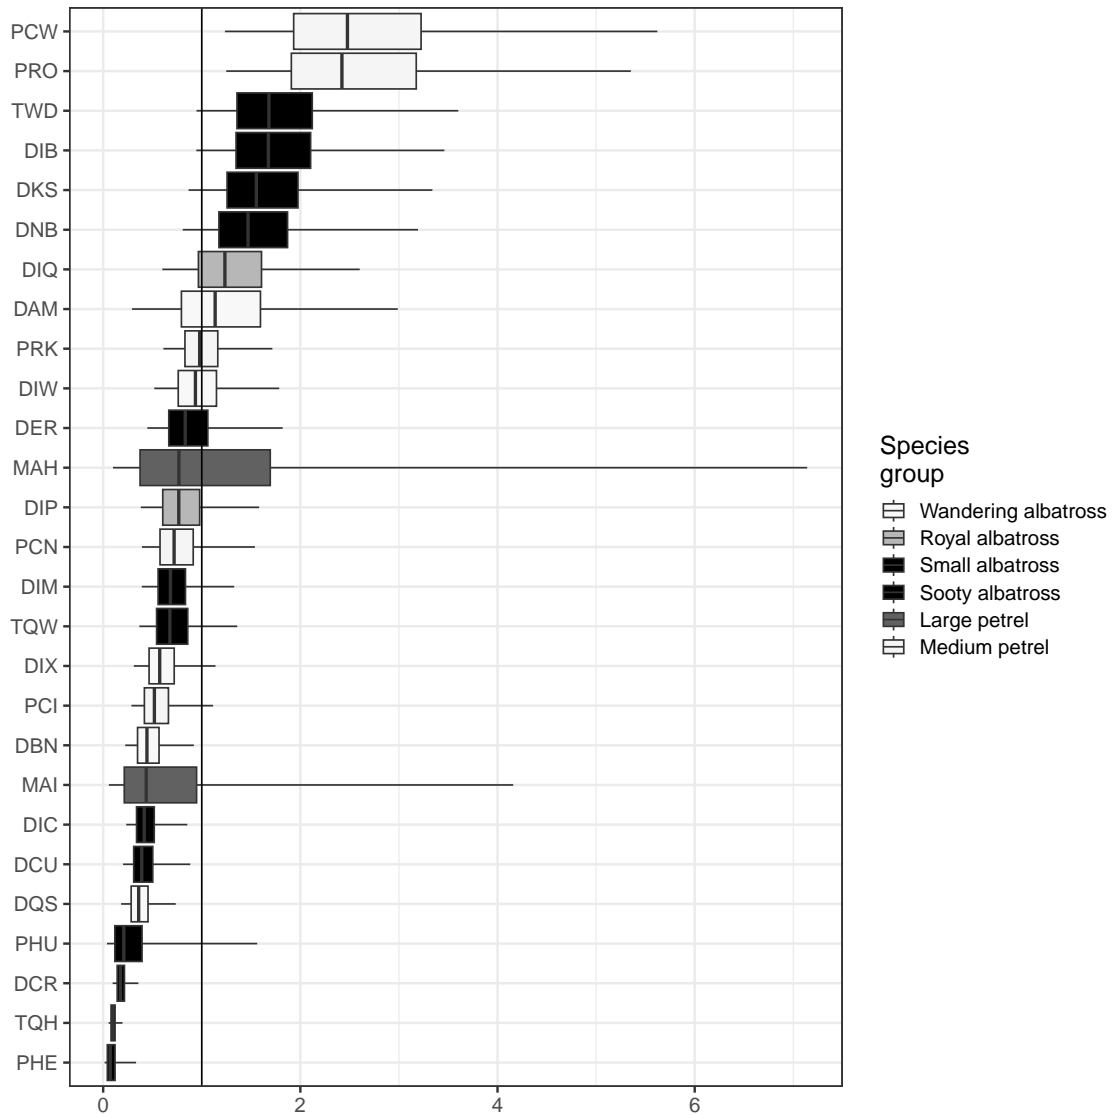 PCW
PRO
TWD
DIB
DKS
DNB
DIQ
DAM
PRK
DIW
DER
MAH
DIP
PCN
DIM
TQW
DIX
PCI
DBN
MAI
DIC
DCU
DQS
PHU
DCR
TQH
PHE
0 2 4 6
Species
group
Wandering albatross
Royal albatross
Small albatross
Sooty albatross
Large petrel
Medium petrel